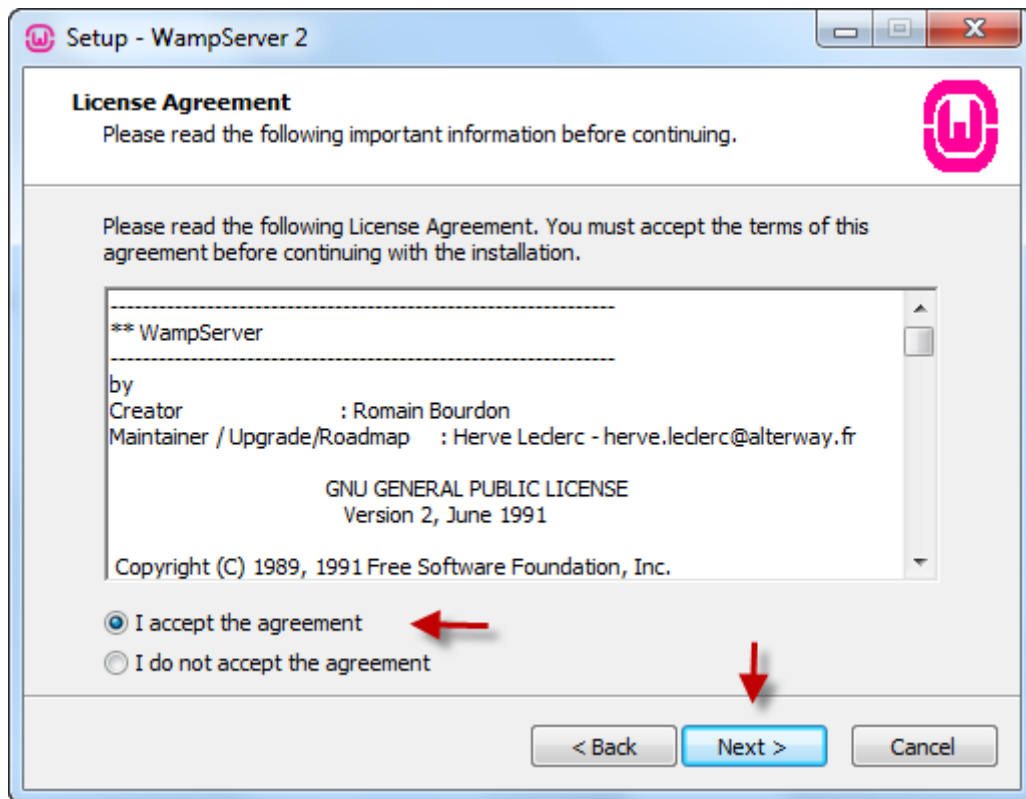 Setup - WampServer 2
License Agreement
Please read the following important information before continuing.
Please read the following License Agreement. You must accept the terms of this
agreement before continuing with the installation.
---------------------------------------------------------------
** WampServer
---------------------------------------------------------------
by
Creator : Romain Bourdon
Maintainer / Upgrade/Roadmap : Herve Leclerc - herve.leclerc@alterway.fr
GNU GENERAL PUBLIC LICENSE
Version 2, June 1991
Copyright (C) 1989, 1991 Free Software Foundation, Inc.
I accept the agreement
I do not accept the agreement
< Back Next > Cancel